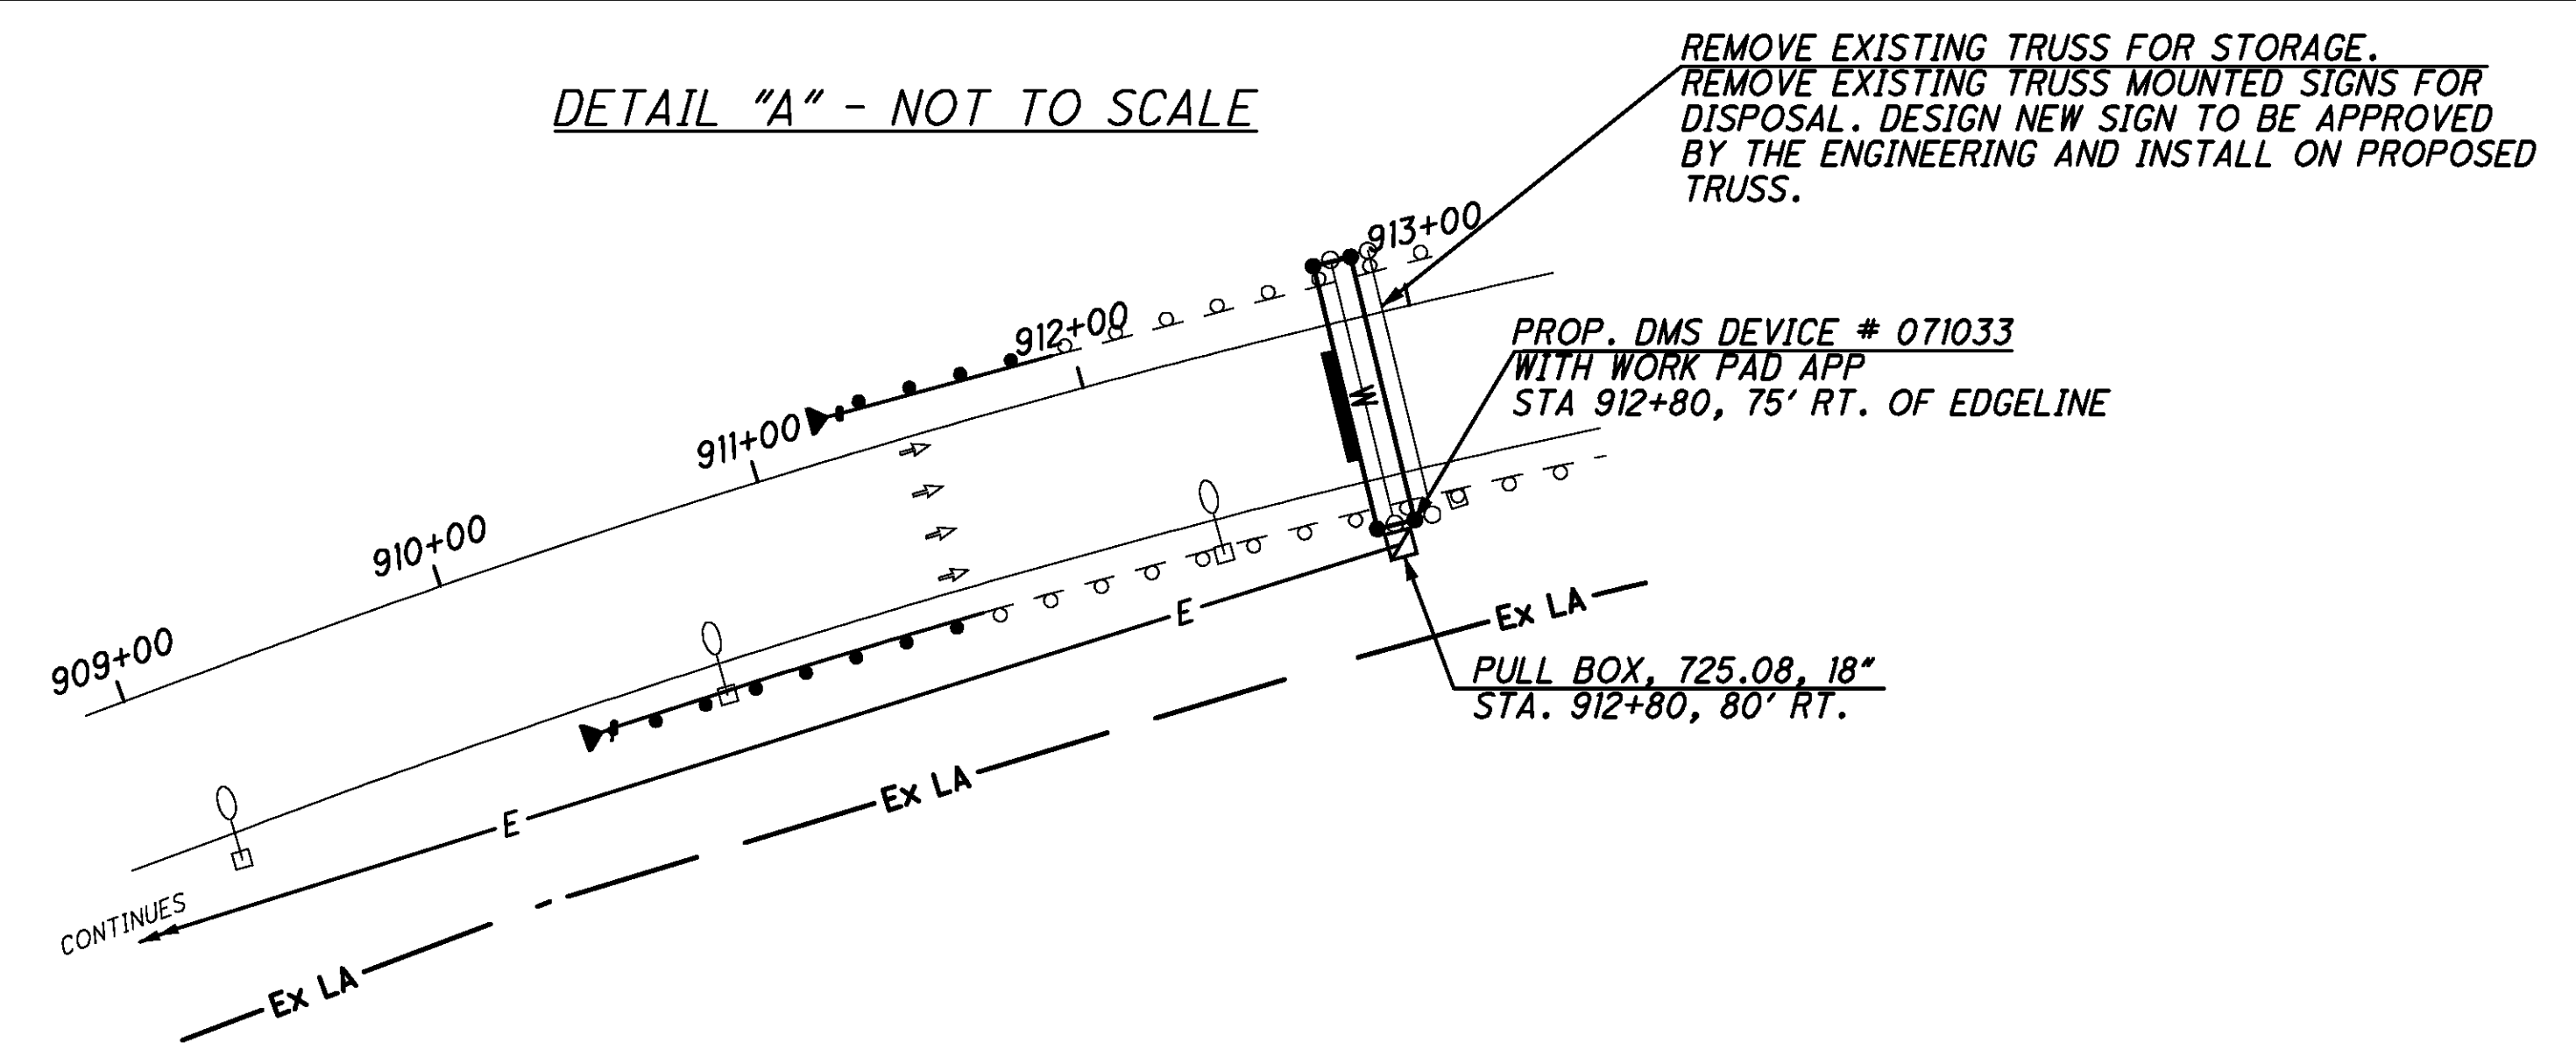 REMOVE EXISTING TRUSS FOR STORAGE.
REMOVE EXISTING TRUSS MOUNTED SIGNS FOR
DISPOSAL. DESIGN NEW SIGN TO BE APPROVED
BY THE ENGINEERING AND INSTALL ON PROPOSED
TRUSS.
DETAIL "A" - NOT TO SCALE
913+00
912+00
911+00
910+00
909+00
PROP. DMS DEVICE # 071033
WITH WORK PAD APP
STA 912+80, 75' RT. OF EDGELINE
E
Ex LA
PULL BOX, 725.08, 18"
STA. 912+80, 80' RT.
Ex LA
E
CONTINUES
Ex LA